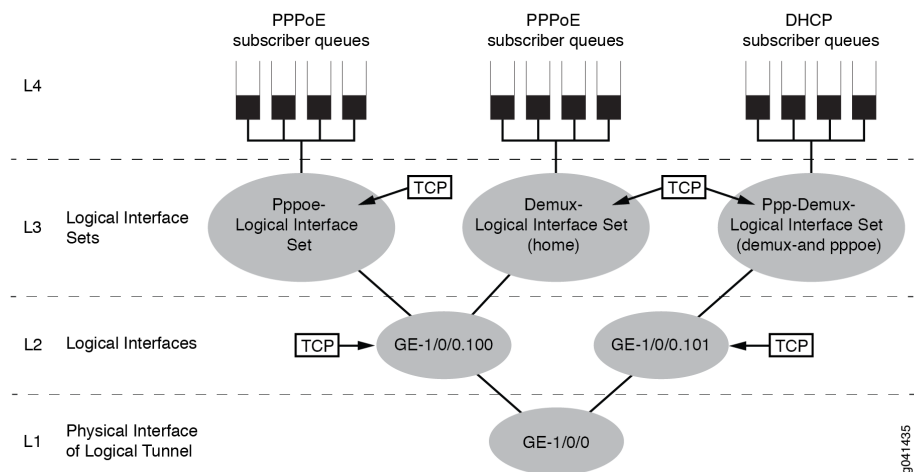 PPPoE
subscriber queues
PPPoE
subscriber queues
DHCP
subscriber queues
L4
TCP
TCP
L3
Logical Interface
Sets
Pppoe-
Logical Interface
Set
Demux-
Logical Interface Set
(home)
Ppp-Demux-
Logical Interface Set
(demux-and pppoe)
L2
Logical Interfaces
TCP
GE-1/0/0.100
GE-1/0/0.101
TCP
L1
Physical Interface
of Logical Tunnel
GE-1/0/0
g041435